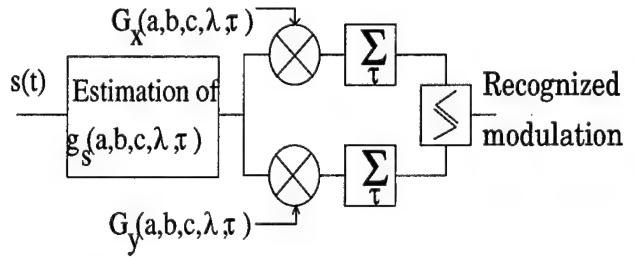 G_x(a,b,c,λ,τ)
s(t)
Estimation of
g_s(a,b,c,λ,τ)
Σ
τ
≶
Recognized
modulation
Σ
τ
G_y(a,b,c,λ,τ)